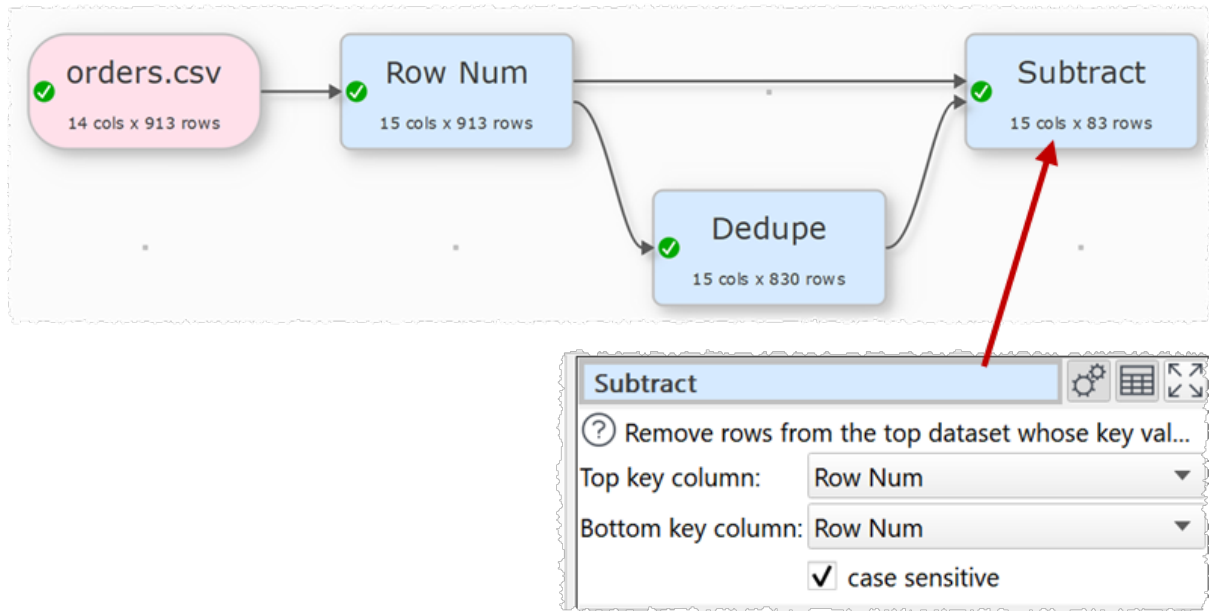 orders.csv
14 cols x 913 rows
Row Num
15 cols x 913 rows
Subtract
15 cols x 83 rows
Dedupe
15 cols x 830 rows
Subtract
? Remove rows from the top dataset whose key val...
Top key column: Row Num
Bottom key column: Row Num
case sensitive